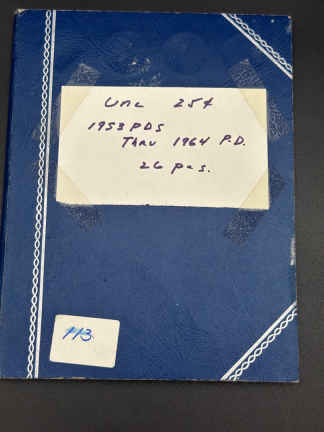 UNC 25¢
1953 PDS
THRU 1964 P.D.
26 pcs.
113